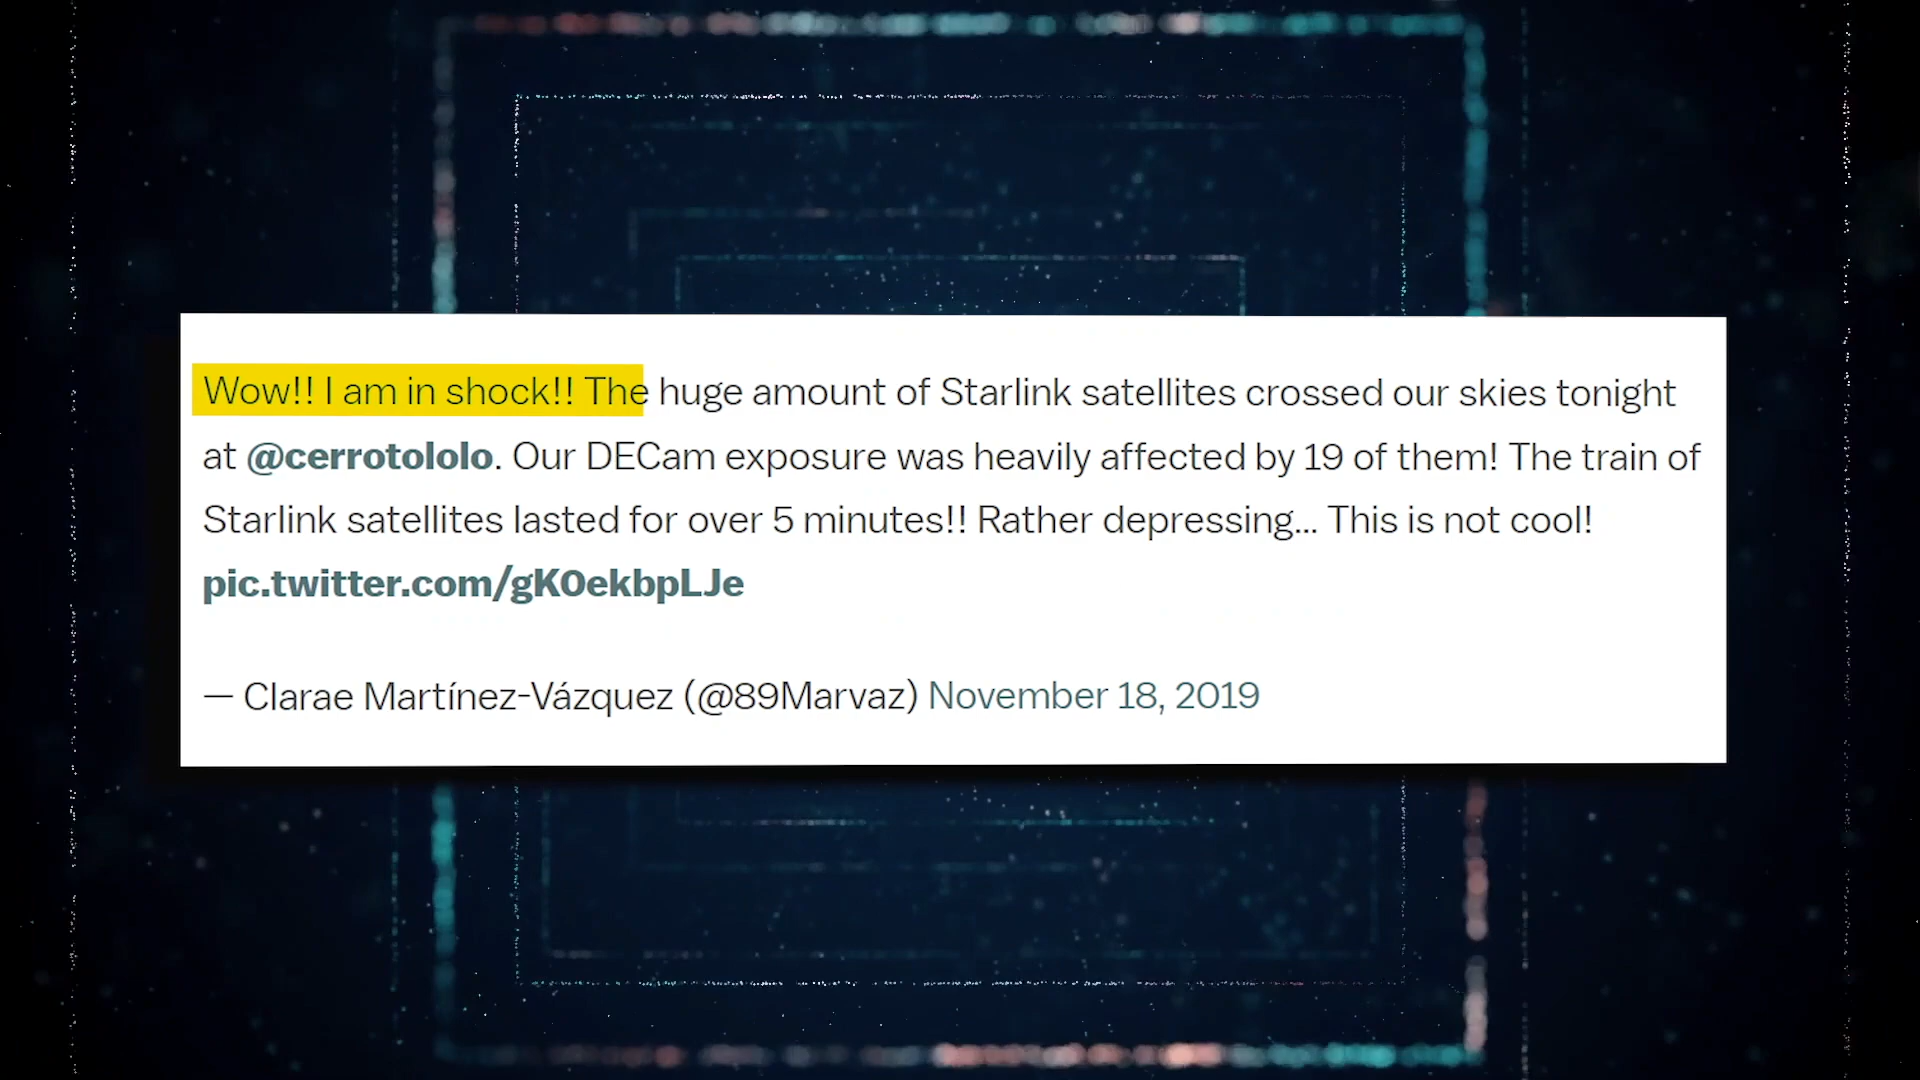 Wow!! I am in shock!! The huge amount of Starlink satellites crossed our skies tonight
at @cerrotololo. Our DECam exposure was heavily affected by 19 of them! The train of
Starlink satellites lasted for over 5 minutes!! Rather depressing... This is not cool!
pic.twitter.com/gK0ekbpLJe
— Clarae Martínez-Vázquez (@89Marvaz) November 18, 2019